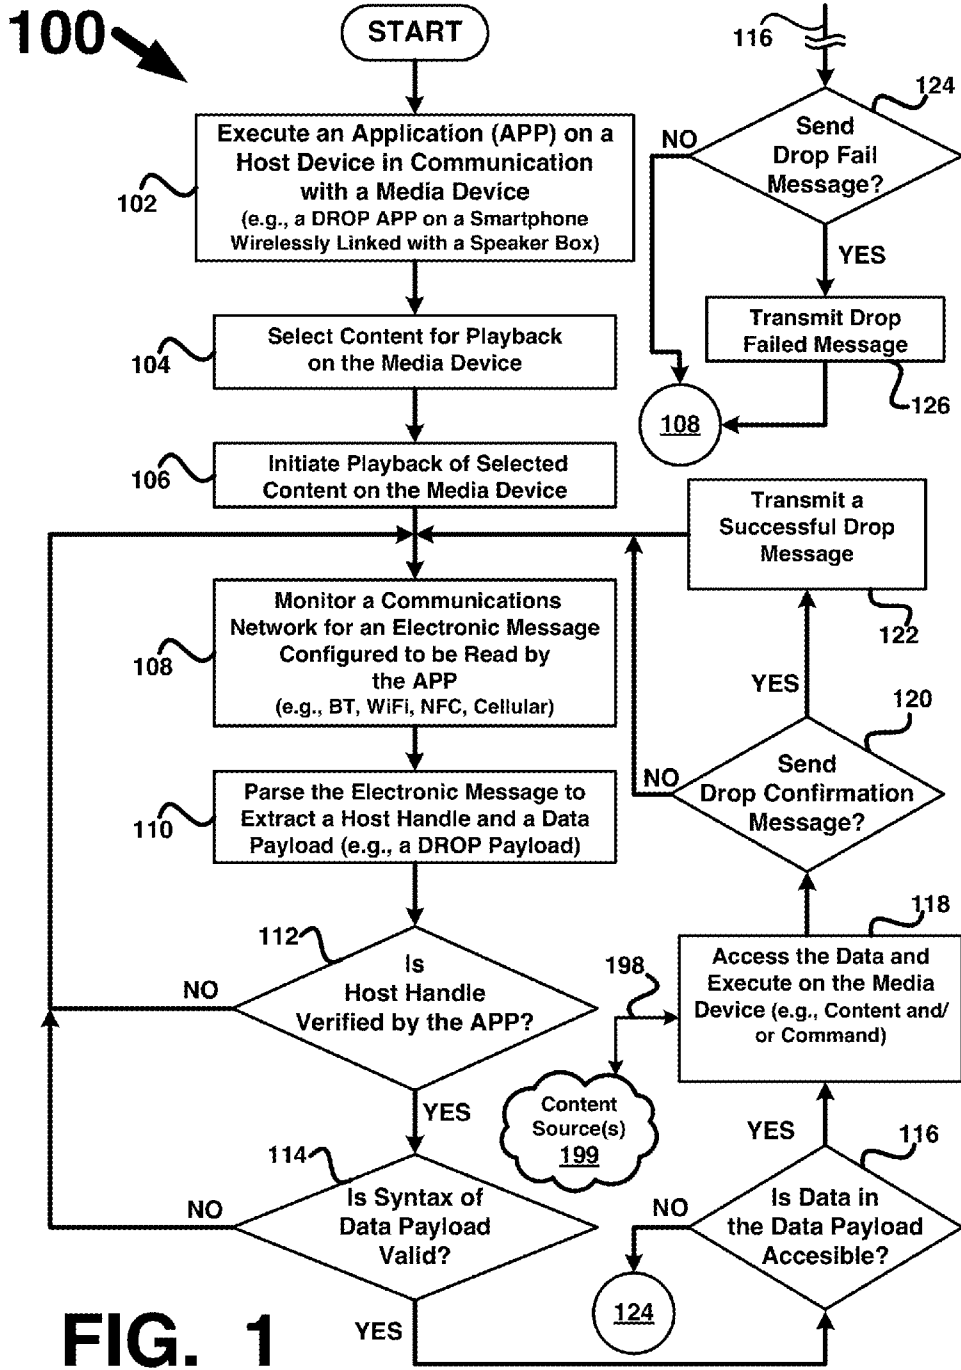 100
START
102
Execute an Application (APP) on a
Host Device in Communication
with a Media Device
(e.g., a DROP APP on a Smartphone
Wirelessly Linked with a Speaker Box)
104
Select Content for Playback
on the Media Device
106
Initiate Playback of Selected
Content on the Media Device
108
Monitor a Communications
Network for an Electronic Message
Configured to be Read by
the APP
(e.g., BT, WiFi, NFC, Cellular)
110
Parse the Electronic Message to
Extract a Host Handle and a Data
Payload (e.g., a DROP Payload)
112
Is
Host Handle
Verified by the APP?
NO
YES
114
Is Syntax of
Data Payload
Valid?
NO
YES
116
Is Data in
the Data Payload
Accesible?
NO
124
YES
118
Access the Data and
Execute on the Media
Device (e.g., Content and/
or Command)
198
Content
Source(s)
199
120
Send
Drop Confirmation
Message?
NO
YES
122
Transmit a
Successful Drop
Message
116
124
Send
Drop Fail
Message?
NO
YES
Transmit Drop
Failed Message
126
108
FIG. 1